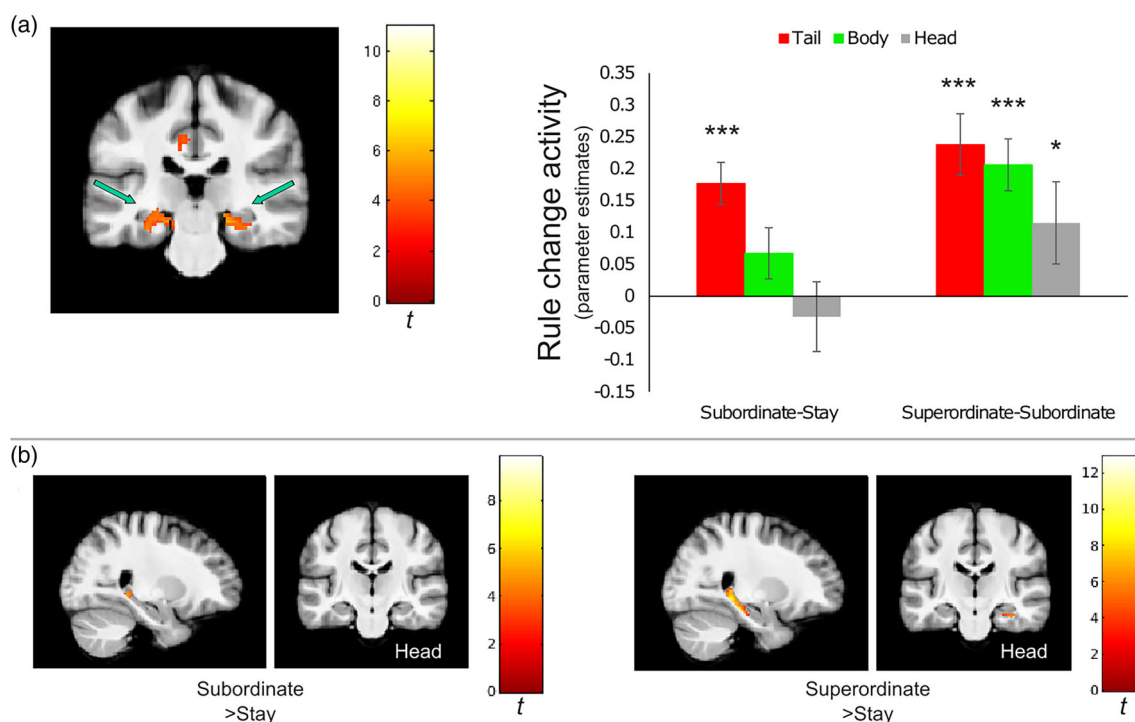 (a)
10
8
6
4
2
0
t
Tail Body Head
Rule change activity
(parameter estimates)
0.35
0.3
0.25
0.2
0.15
0.1
0.05
0
-0.05
-0.1
-0.15
***
***
***
*
Subordinate-Stay
Superordinate-Subordinate
(b)
Head
8
6
4
2
0
t
Subordinate
>Stay
Head
12
10
8
6
4
2
0
t
Superordinate
>Stay